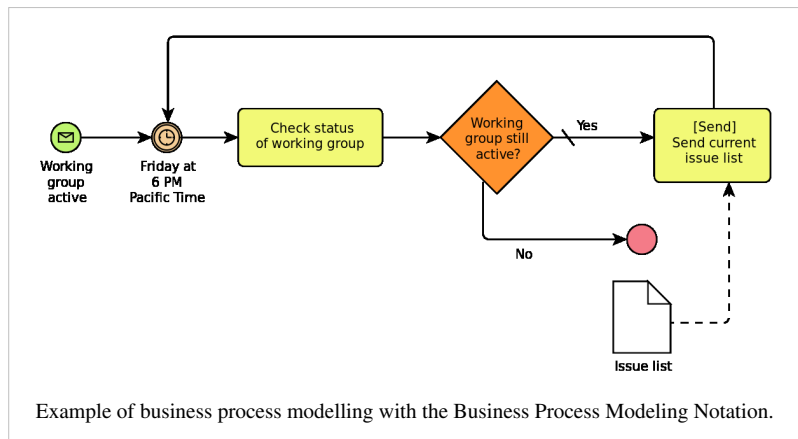 Working
group
active
Friday at
6 PM
Pacific Time
Check status
of working group
Working
group still
active?
Yes
[Send]
Send current
issue list
No
Issue list
Example of business process modelling with the Business Process Modeling Notation.